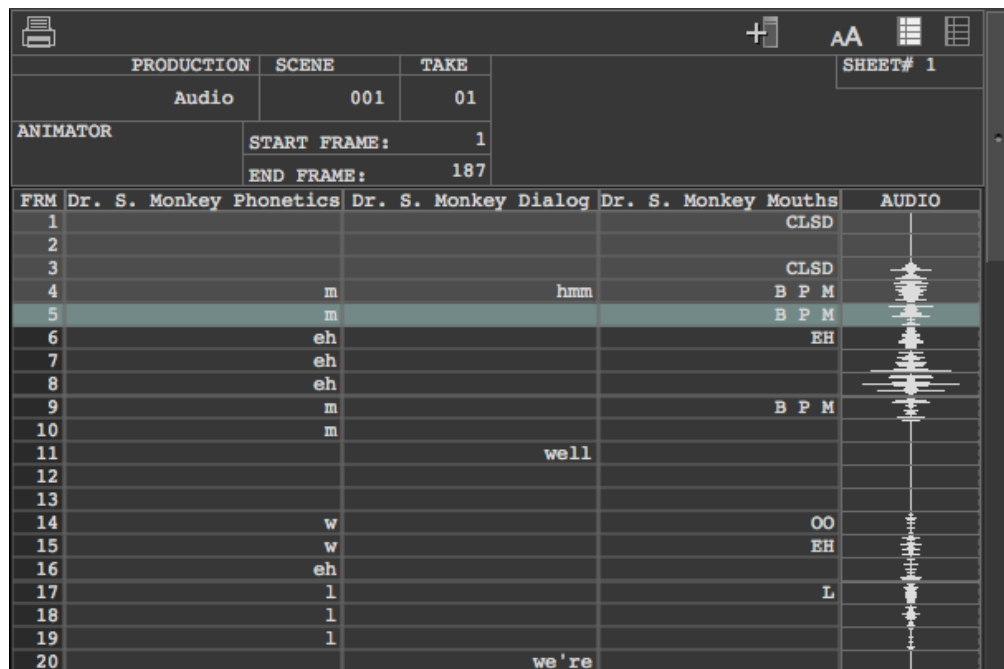 AA
PRODUCTION SCENE TAKE SHEET# 1
Audio 001 01
ANIMATOR START FRAME: 1
END FRAME: 187
FRM Dr. S. Monkey Phonetics Dr. S. Monkey Dialog Dr. S. Monkey Mouths AUDIO
1 CLSD
2
3 CLSD
4 m hmm B P M
5 m B P M
6 eh EH
7 eh
8 eh
9 m B P M
10 m
11 well
12
13
14 w OO
15 w EH
16 eh
17 l L
18 l
19 l
20 we're